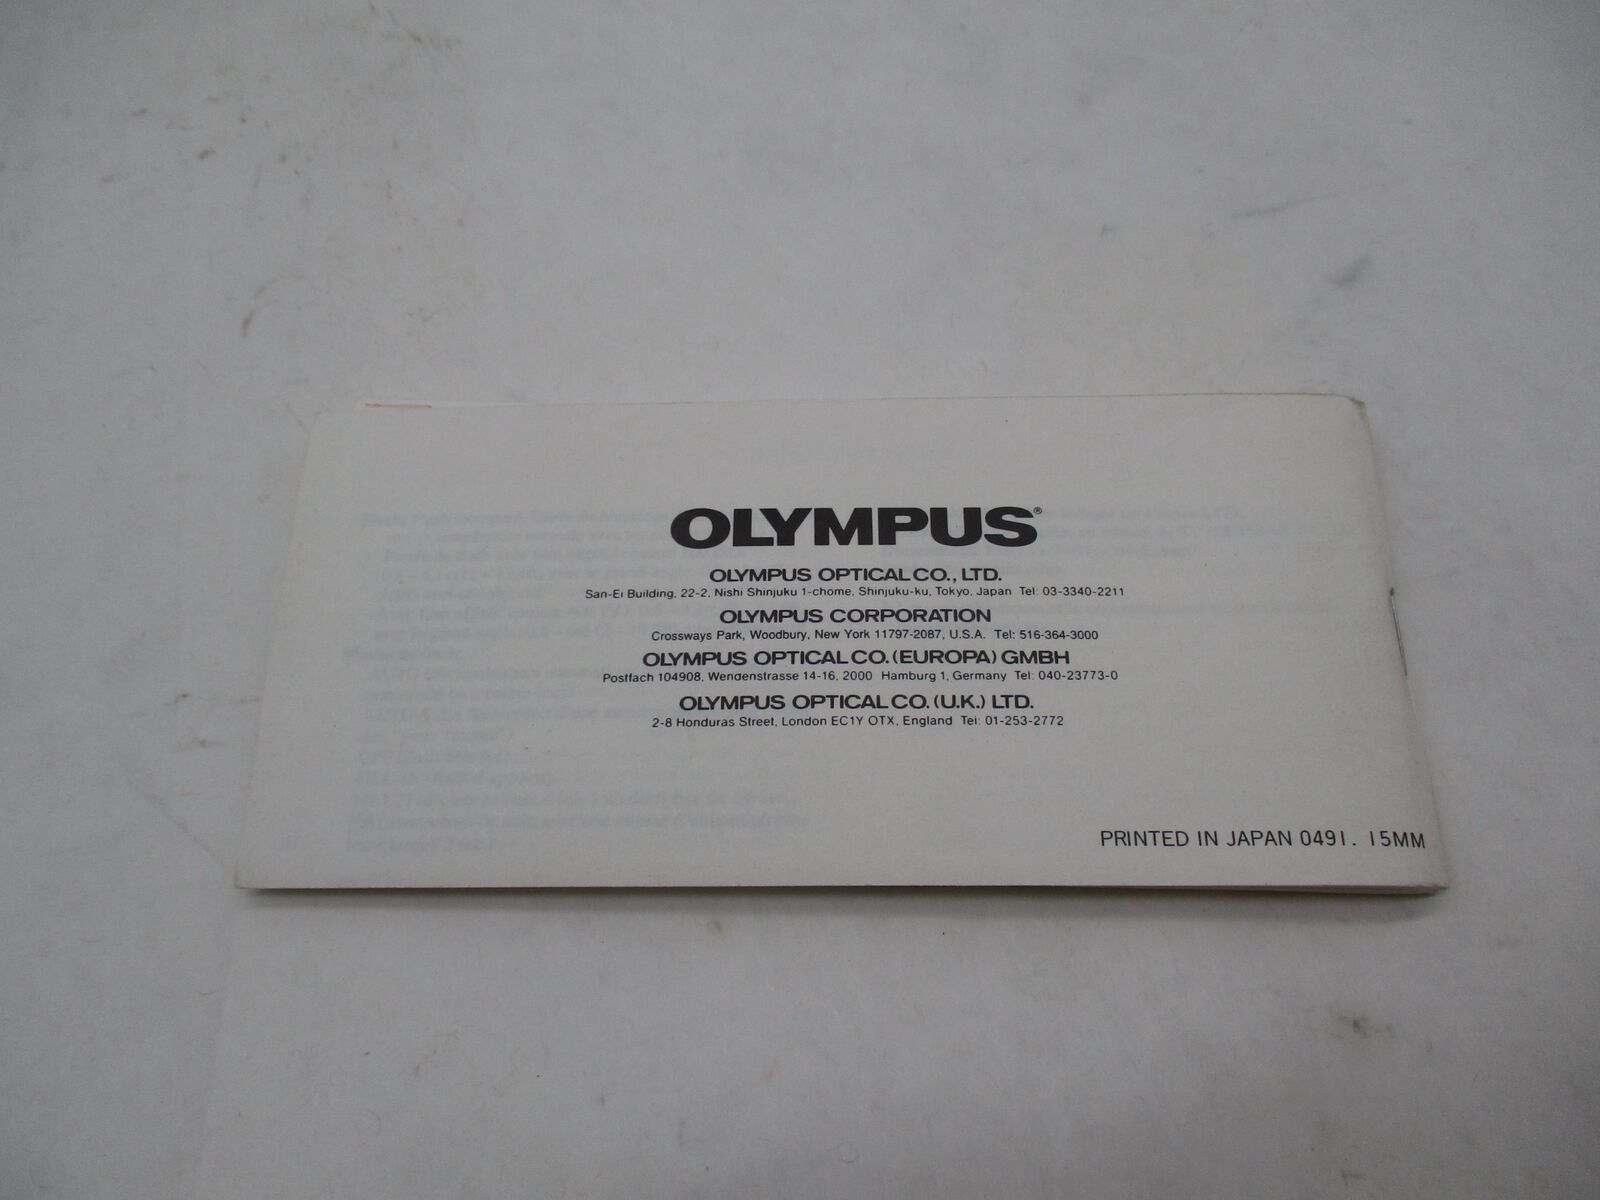 OLYMPUS®
OLYMPUS OPTICAL CO., LTD.
San-Ei Building, 22-2, Nishi Shinjuku 1-chome, Shinjuku-ku, Tokyo, Japan Tel: 03-3340-2211
OLYMPUS CORPORATION
Crossways Park, Woodbury, New York 11797-2087, U.S.A. Tel: 516-364-3000
OLYMPUS OPTICAL CO. (EUROPA) GMBH
Postfach 104908, Wendenstrasse 14-16, 2000 Hamburg 1, Germany Tel: 040-23773-0
OLYMPUS OPTICAL CO. (U.K.) LTD.
2-8 Honduras Street, London EC1Y OTX, England Tel: 01-253-2772
PRINTED IN JAPAN 0491. 15MM